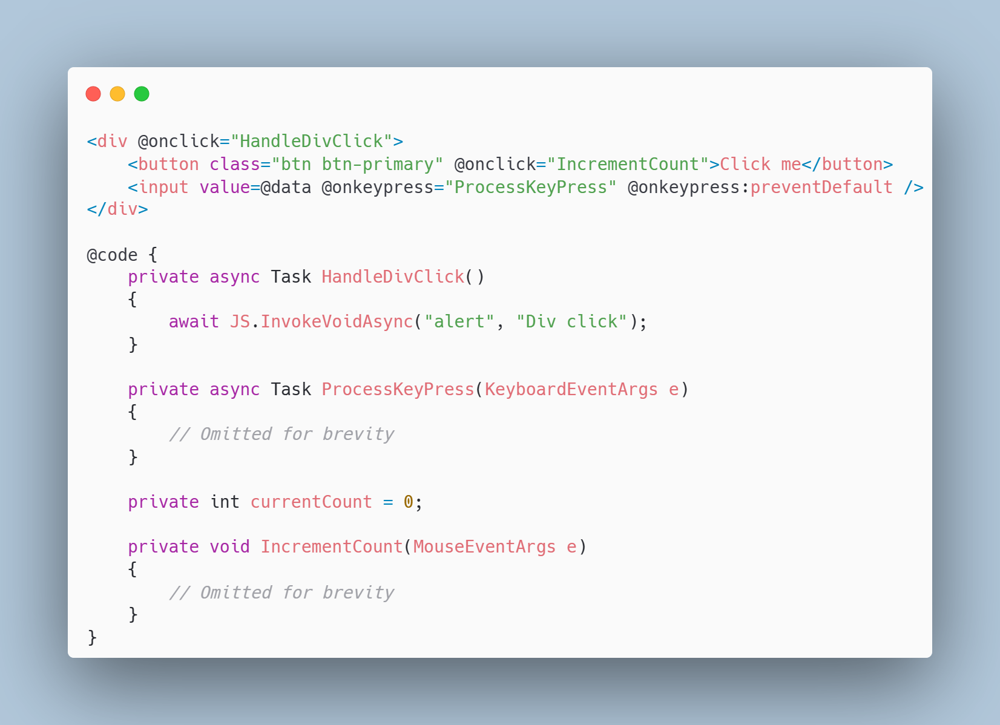 <div @onclick="HandleDivClick">
    <button class="btn btn-primary" @onclick="IncrementCount">Click me</button>
    <input value=@data @onkeypress="ProcessKeyPress" @onkeypress:preventDefault />
</div>

@code {
    private async Task HandleDivClick()
    {
        await JS.InvokeVoidAsync("alert", "Div click");
    }

    private async Task ProcessKeyPress(KeyboardEventArgs e)
    {
        // Omitted for brevity
    }

    private int currentCount = 0;

    private void IncrementCount(MouseEventArgs e)
    {
        // Omitted for brevity
    }
}